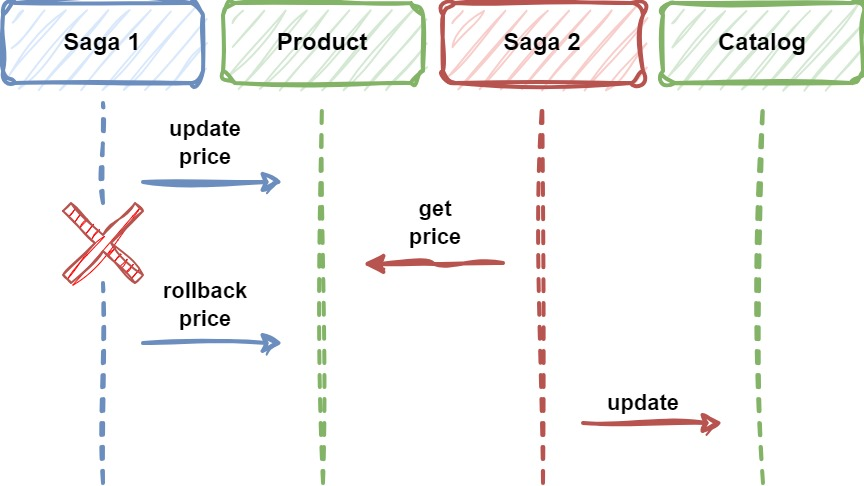 Saga 1
Product
Saga 2
Catalog
update
price
get
price
rollback
price
update